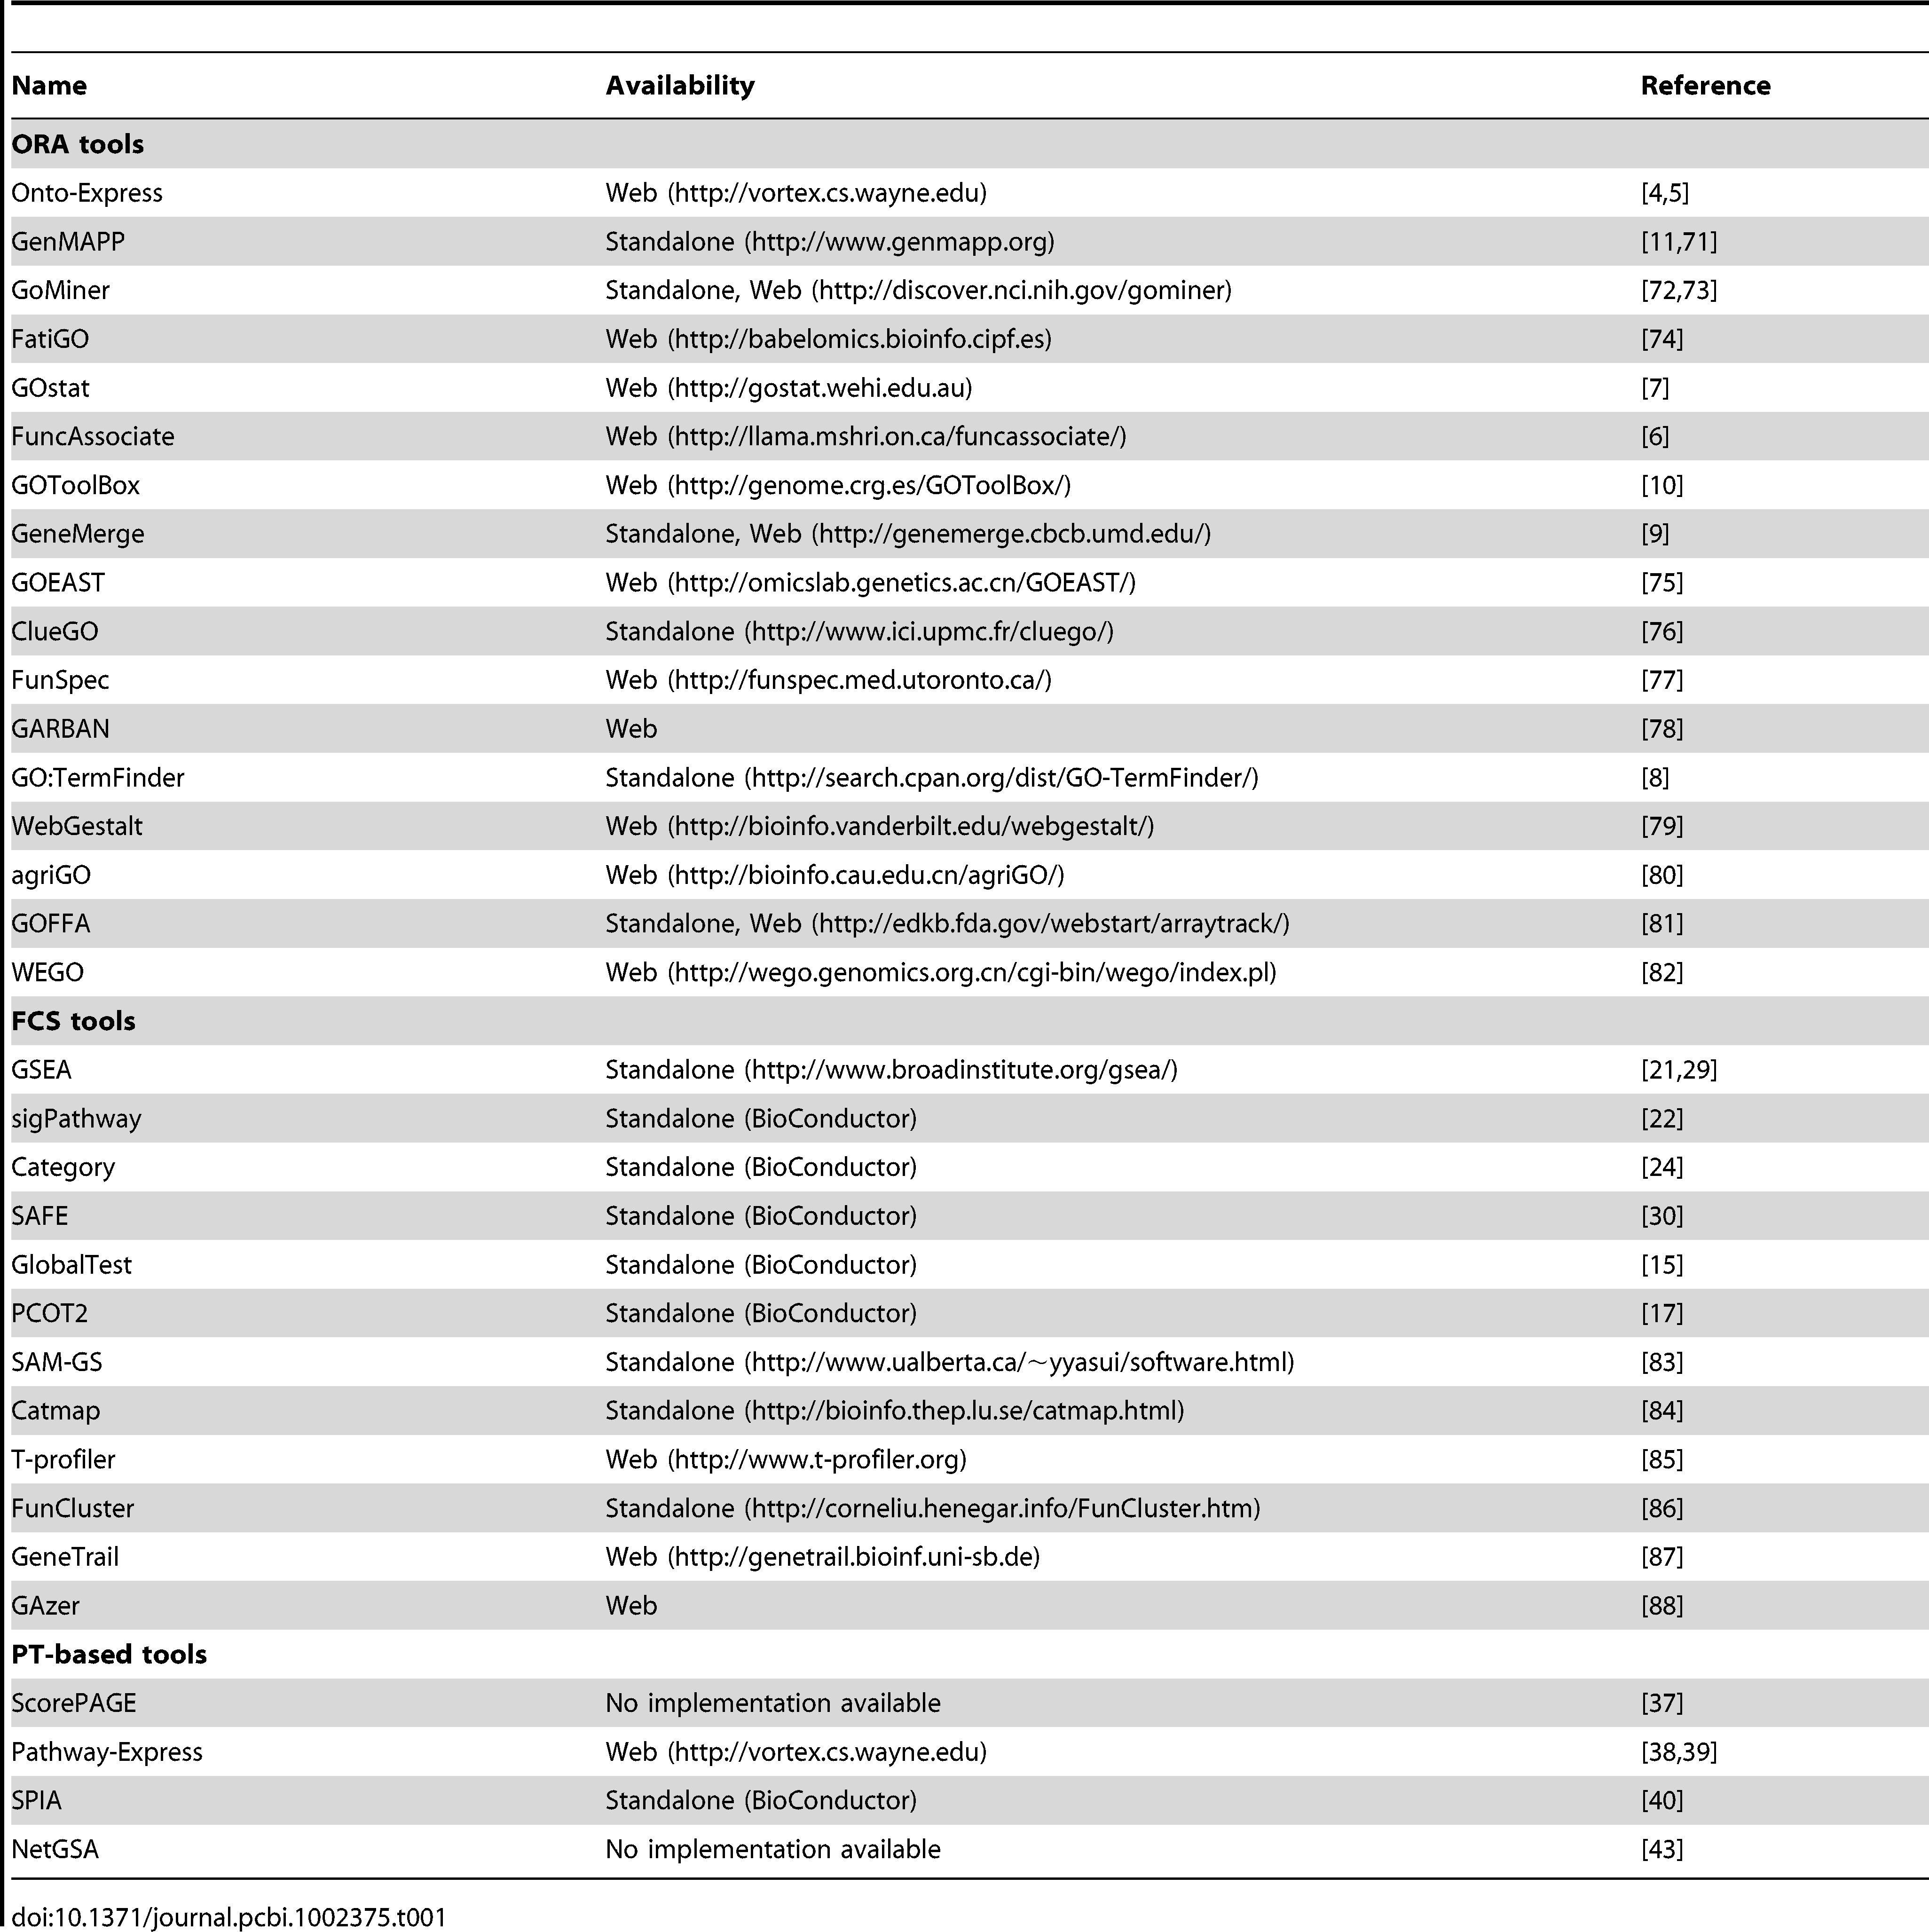 Name Availability Reference
ORA tools
Onto-Express Web (http://vortex.cs.wayne.edu) [4,5]
GenMAPP Standalone (http://www.genmapp.org) [11,71]
GoMiner Standalone, Web (http://discover.nci.nih.gov/gominer) [72,73]
FatiGO Web (http://babelomics.bioinfo.cipf.es) [74]
GOstat Web (http://gostat.wehi.edu.au) [7]
FuncAssociate Web (http://llama.mshri.on.ca/funcassociate/) [6]
GOToolBox Web (http://genome.crg.es/GOToolBox/) [10]
GeneMerge Standalone, Web (http://genemerge.cbcb.umd.edu/) [9]
GOEAST Web (http://omicslab.genetics.ac.cn/GOEAST/) [75]
ClueGO Standalone (http://www.ici.upmc.fr/cluego/) [76]
FunSpec Web (http://funspec.med.utoronto.ca/) [77]
GARBAN Web [78]
GO:TermFinder Standalone (http://search.cpan.org/dist/GO-TermFinder/) [8]
WebGestalt Web (http://bioinfo.vanderbilt.edu/webgestalt/) [79]
agriGO Web (http://bioinfo.cau.edu.cn/agriGO/) [80]
GOFFA Standalone, Web (http://edkb.fda.gov/webstart/arraytrack/) [81]
WEGO Web (http://wego.genomics.org.cn/cgi-bin/wego/index.pl) [82]
FCS tools
GSEA Standalone (http://www.broadinstitute.org/gsea/) [21,29]
sigPathway Standalone (BioConductor) [22]
Category Standalone (BioConductor) [24]
SAFE Standalone (BioConductor) [30]
GlobalTest Standalone (BioConductor) [15]
PCOT2 Standalone (BioConductor) [17]
SAM-GS Standalone (http://www.ualberta.ca/~yyasui/software.html) [83]
Catmap Standalone (http://bioinfo.thep.lu.se/catmap.html) [84]
T-profiler Web (http://www.t-profiler.org) [85]
FunCluster Standalone (http://corneliu.henegar.info/FunCluster.htm) [86]
GeneTrail Web (http://genetrail.bioinf.uni-sb.de) [87]
GAzer Web [88]
PT-based tools
ScorePAGE No implementation available [37]
Pathway-Express Web (http://vortex.cs.wayne.edu) [38,39]
SPIA Standalone (BioConductor) [40]
NetGSA No implementation available [43]
doi:10.1371/journal.pcbi.1002375.t001